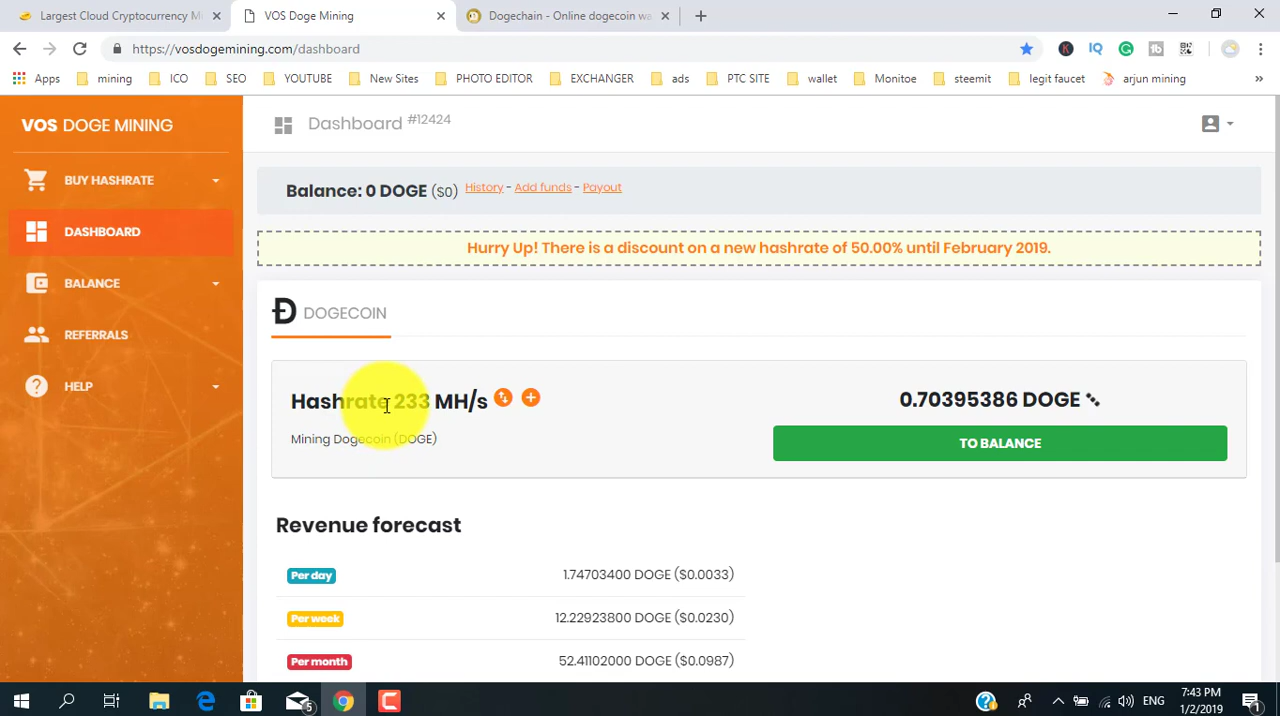 Largest Cloud Cryptocurrency M
VOS Doge Mining
Dogechain - Online dogecoin wa
https://vosdogemining.com/dashboard
Apps mining ICO SEO YOUTUBE New Sites PHOTO EDITOR EXCHANGER ads PTC SITE wallet Monitoe steemit legit faucet arjun mining »
VOS DOGE MINING
BUY HASHRATE
DASHBOARD
BALANCE
REFERRALS
HELP
Dashboard #12424
Balance: 0 DOGE ($0) History - Add funds - Payout
Hurry Up! There is a discount on a new hashrate of 50.00% until February 2019.
DOGECOIN
Hashrate 233 MH/s
Mining Dogecoin (DOGE)
0.70395386 DOGE
TO BALANCE
Revenue forecast
Per day 1.74703400 DOGE ($0.0033)
Per week 12.22923800 DOGE ($0.0230)
Per month 52.41102000 DOGE ($0.0987)
5
ENG
7:43 PM
1/2/2019
1